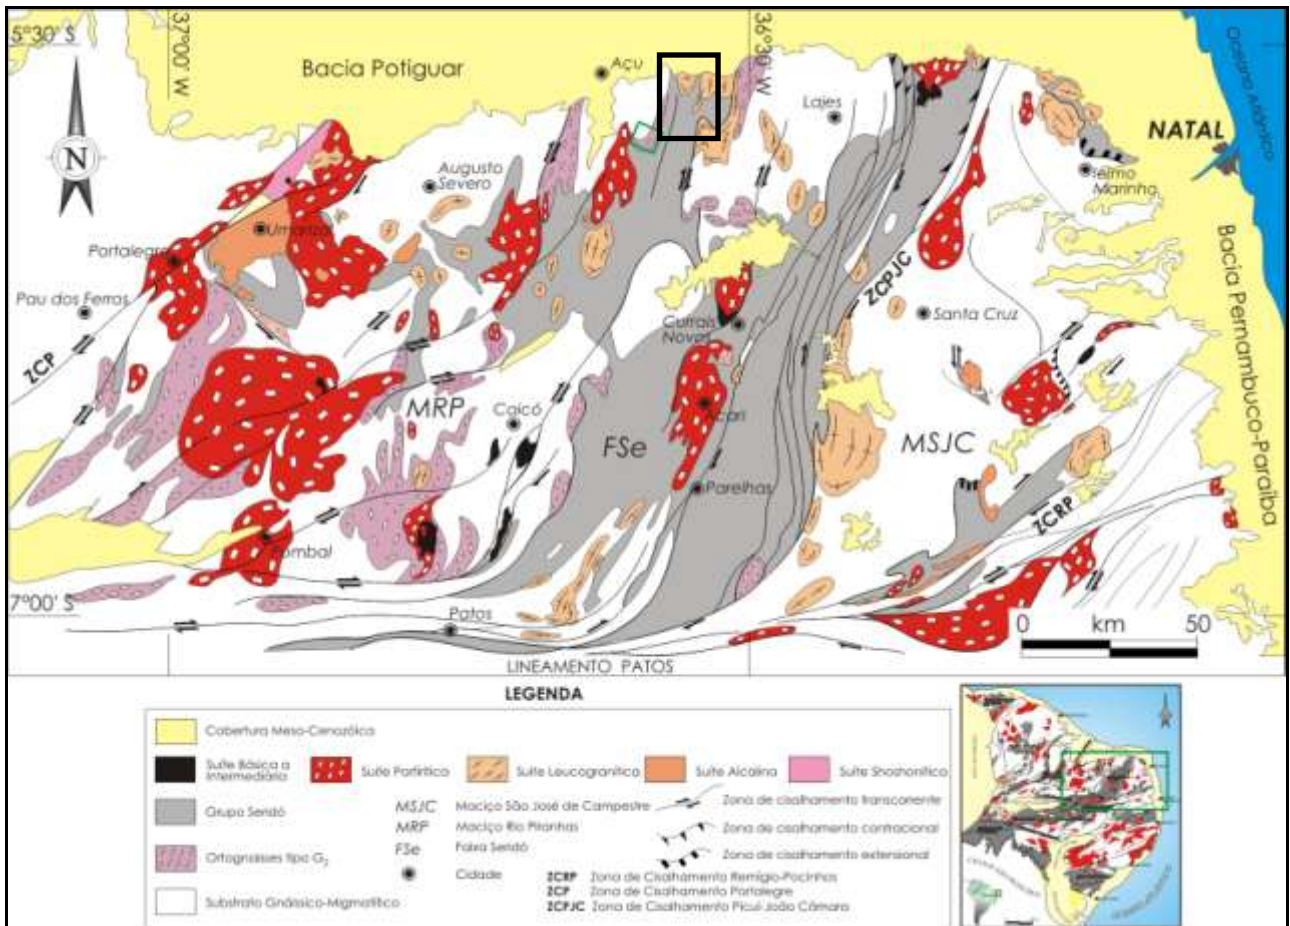 5°30' S
37°00' W
36°30' W
Bacia Potiguar
Açu
Lajes
Oceano Atlântico
NATAL
Augusto
Severo
Bacia Pernambuco-Paraíba
Umarizal
Portalegre
Pau dos Ferros
ZCPJC
Santa Cruz
Currais
Novos
ZCP
MRP
Caicó
Acari
FSe
MSJC
Parelhas
ZCRP
Pombal
7°00' S
Patos
0 km 50
LINEAMENTO PATOS
N
LEGENDA
Cobertura Meso-Cenozóica
Suíte Básica a
Intermediária
Suíte Porfirítica
Suíte Leucogranítica
Suíte Alcalina
Suíte Shoshonítica
Grupo Seridó
MSJC Maciço São José de Campestre
Zona de cisalhamento transcorrente
MRP Maciço Rio Piranhas
Zona de cisalhamento contracional
FSe Faixa Seridó
Ortognaisses tipo G2
Zona de cisalhamento extensional
Cidade
ZCRP Zona de Cisalhamento Remígio-Pocinhos
ZCP Zona de Cisalhamento Portalegre
Substrato Gnáissico-Migmatítico
ZCPJC Zona de Cisalhamento Picuí-João Câmara